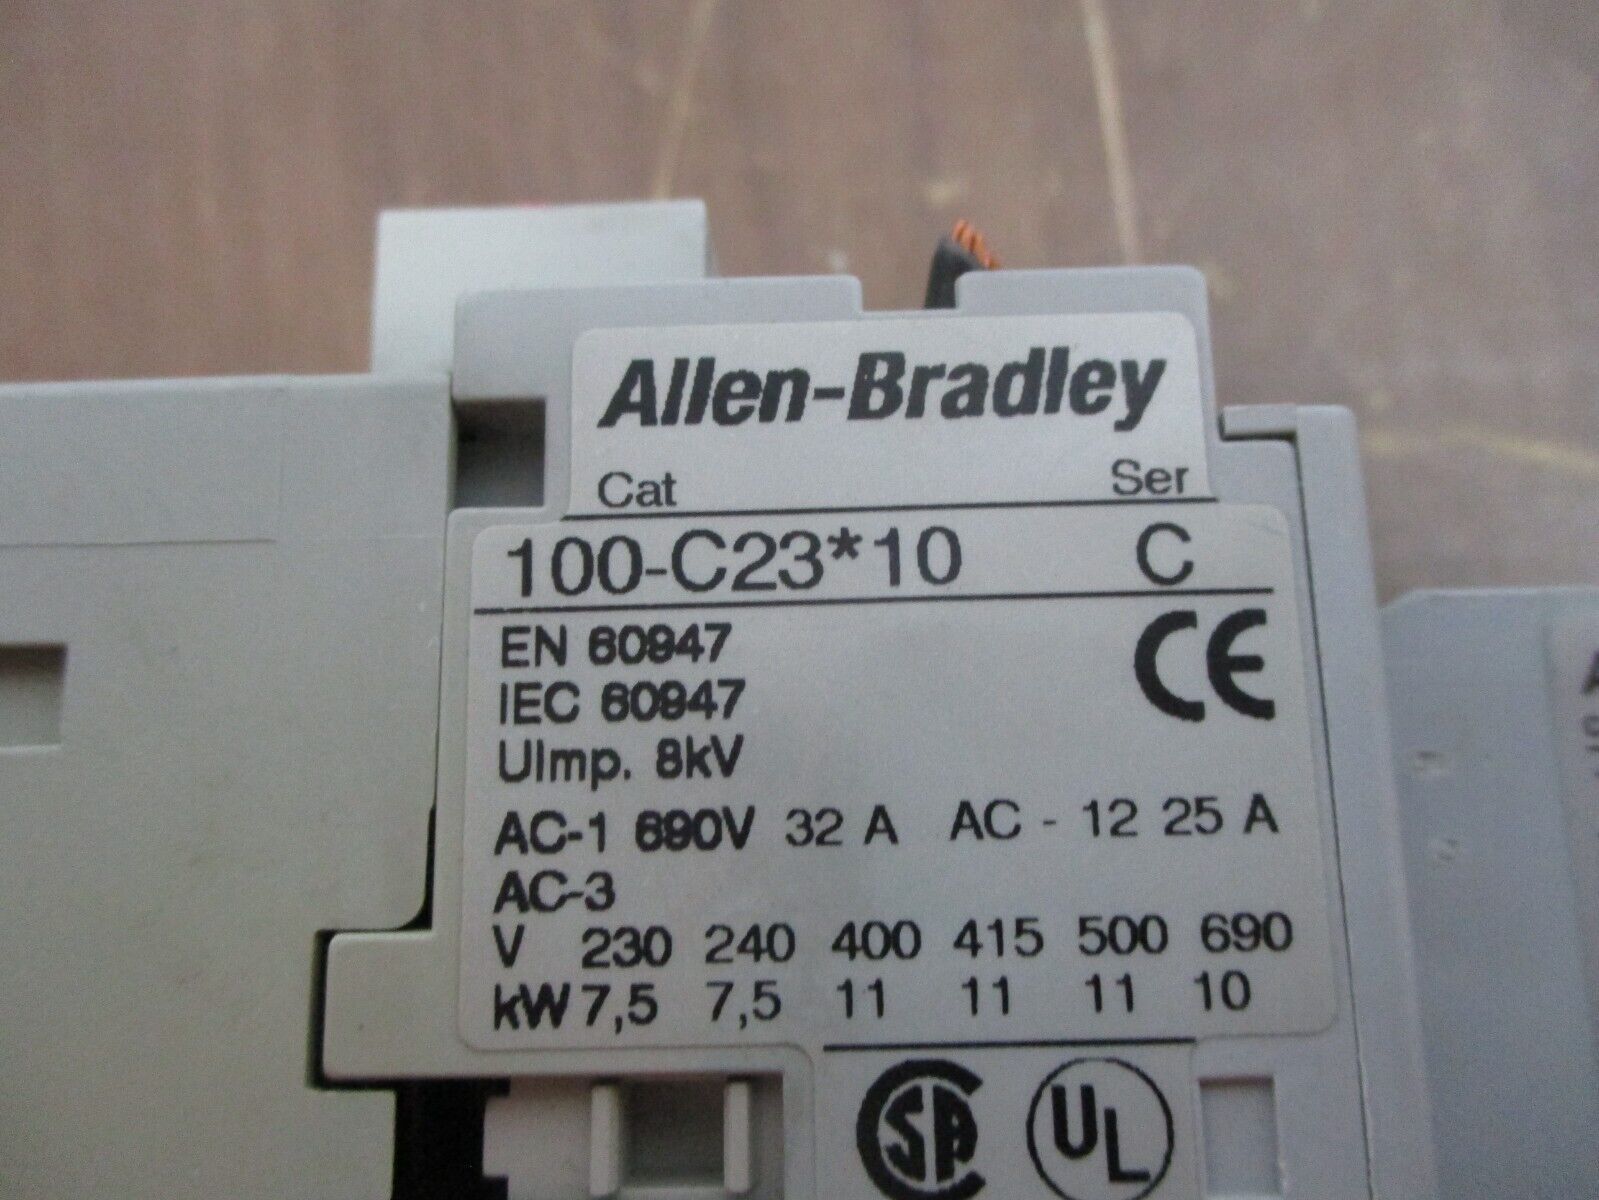 Allen-Bradley
Cat Ser
100-C23*10 C
EN 60947 CE
IEC 60947
UImp. 8kV
AC-1 690V 32 A AC - 12 25 A
AC-3
V 230 240 400 415 500 690
kW 7,5 7,5 11 11 11 10
SA UL